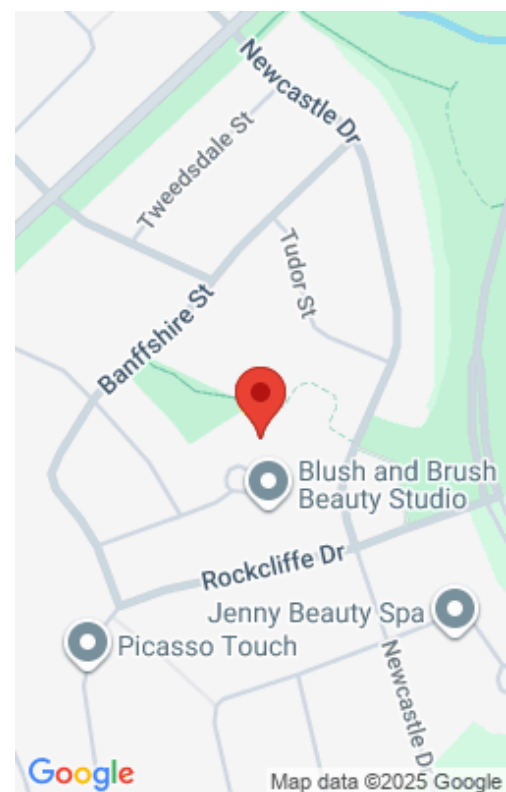 Newcastle Dr
Tweedsdale St
Tudor St
Banffshire St
Blush and Brush
Beauty Studio
Rockcliffe Dr
Jenny Beauty Spa
Picasso Touch
Newcastle Dr
Google
Map data ©2025 Google